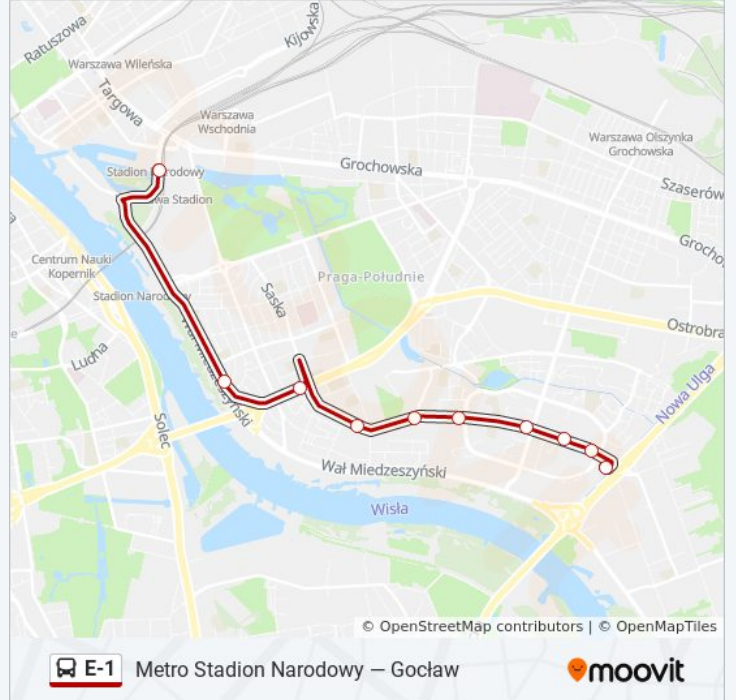 Ratuszowa
Kijowska
Warszawa Wileńska
Targowa
Warszawa
Wschodnia
Warszawa Olszynka
Grochowska
Grochowska
Stadion Narodowy
Szaserów
Stadion
Grocho
Centrum Nauki
Kopernik
Praga-Południe
Stadion Narodowy
Saska
Ostrobra
Ludna
Nowa Ulga
Solec
Wał Miedzeszyński
Wisła
© OpenStreetMap contributors | © OpenMapTiles
E-1 Metro Stadion Narodowy — Gocław
moovit